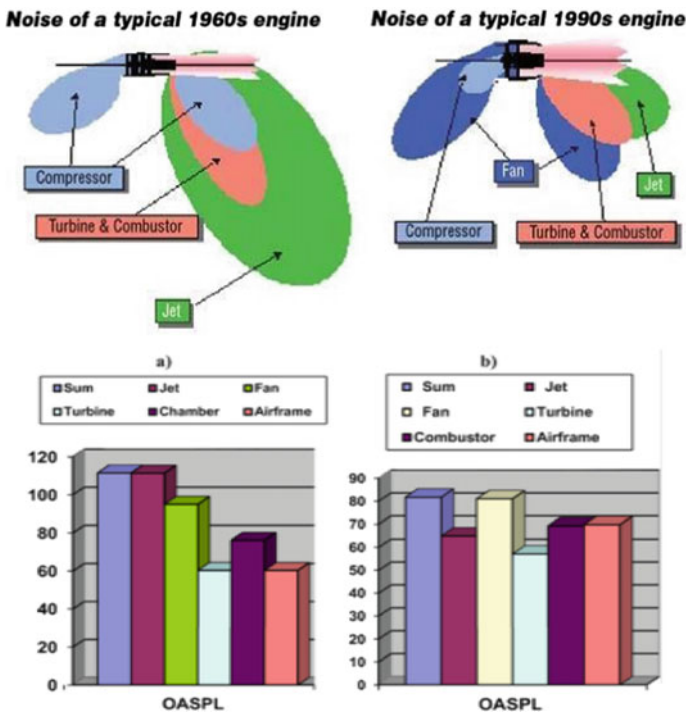 Noise of a typical 1960s engine
Noise of a typical 1990s engine
Compressor
Turbine & Combustor
Jet
Fan
Jet
Compressor
Turbine & Combustor
a)
b)
Sum Jet Fan
Turbine Chamber Airframe
120
100
80
60
40
20
0
OASPL
Sum Jet
Fan Turbine
Combustor Airframe
90
80
70
60
50
40
30
20
10
0
OASPL